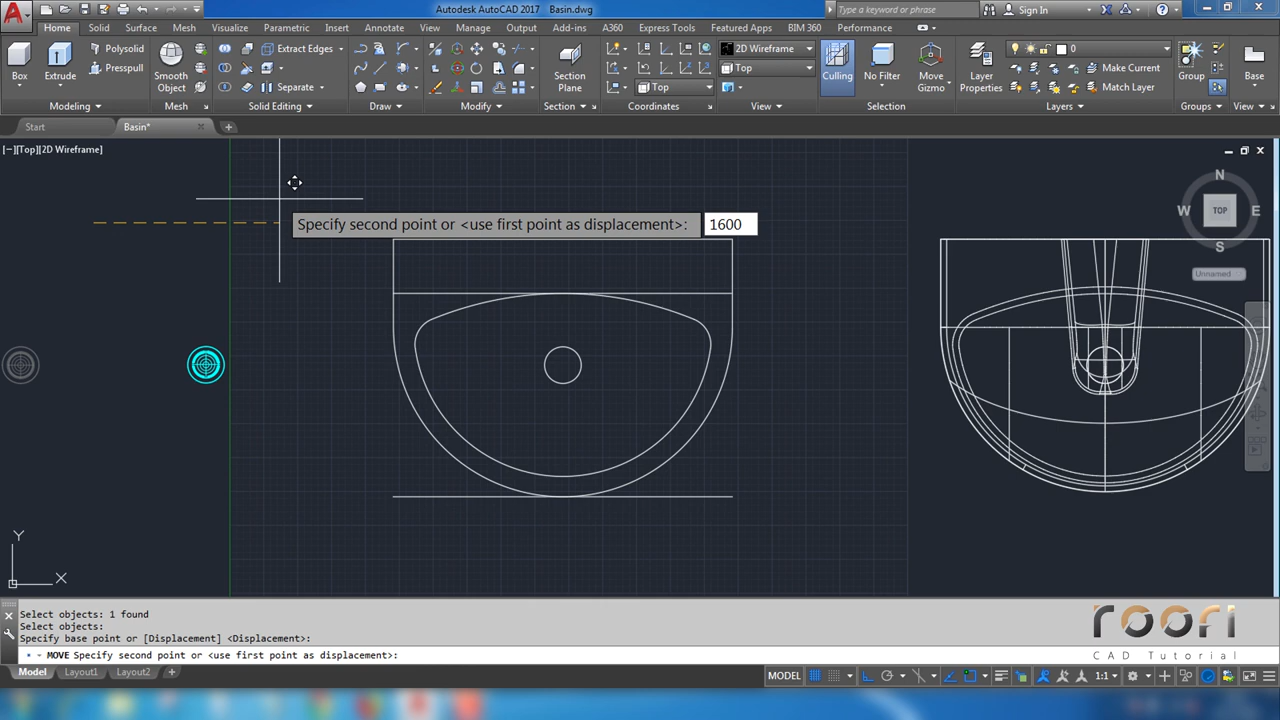 Autodesk AutoCAD 2017 Basin.dwg
Type a keyword or phrase
Sign In
Home Solid Surface Mesh Visualize Parametric Insert Annotate View Manage Output Add-ins A360 Express Tools Featured Apps BIM 360 Performance
Box
Extrude
Polysolid
Presspull
Smooth
Object
Extrude Edges
Separate
Section
Plane
2D Wireframe
Top
Top
Culling
No Filter
Move
Gizmo
Layer
Properties
0
Make Current
Match Layer
Group
Base
Modeling
Mesh
Solid Editing
Draw
Modify
Section
Coordinates
View
Selection
Layers
Groups
View
Start
Basin*
[−][Top][2D Wireframe]
N
W
TOP
E
S
Unnamed
Specify second point or <use first point as displacement>: 1600
Y
X
Select objects: 1 found
Select objects:
Specify base point or [Displacement] <Displacement>:
MOVE Specify second point or <use first point as displacement>:
roori
CAD Tutorial
Model Layout1 Layout2 +
MODEL
1:1